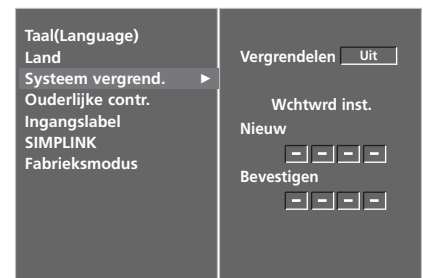 Taal(Language)
Land
Systeem vergrend. ►
Ouderlijke contr.
Ingangslabel
SIMPLINK
Fabrieksmodus
Vergrendelen Uit
Wchtwrd inst.
Nieuw
– – – –
Bevestigen
– – – –